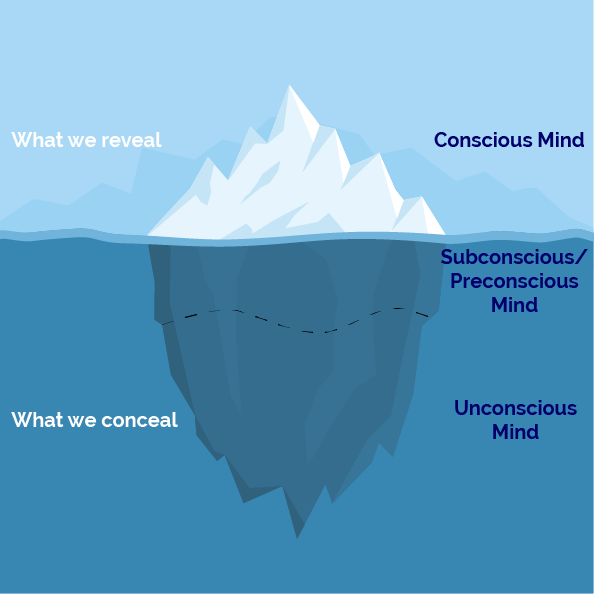 What we reveal
Conscious Mind
Subconscious/
Preconscious
Mind
What we conceal
Unconscious
Mind